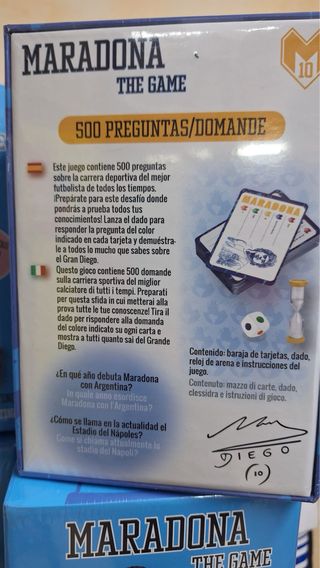 MARADONA
THE GAME
M
10
500 PREGUNTAS/DOMANDE
Este juego contiene 500 preguntas
sobre la carrera deportiva del mejor
futbolista de todos los tiempos.
¡Prepárate para este desafío donde
pondrás a prueba todos tus
conocimientos! Lanza el dado para
responder la pregunta del color
indicado en cada tarjeta y demuéstra-
le a todos lo mucho que sabes sobre
el Gran Diego.
Questo gioco contiene 500 domande
sulla carriera sportiva del miglior
calciatore di tutti i tempi. Preparati
per questa sfida in cui metterai alla
prova tutte le tue conoscenze! Tira il
dado per rispondere alla domanda
del colore indicato su ogni carta e
mostra a tutti quanto sai del Grande
Diego.
MARADONA
Contenido: baraja de tarjetas, dado,
reloj de arena e instrucciones del
juego.
Contenuto: mazzo di carte, dado,
clessidra e istruzioni di gioco.
¿En qué año debuta Maradona
con Argentina?
In quale anno esordisce
Maradona con l'Argentina?
¿Cómo se llama en la actualidad el
Estadio del Nápoles?
Come si chiama attualmente lo
stadio del Napoli?
DIEGO
(10)
MARADONA
THE GAME